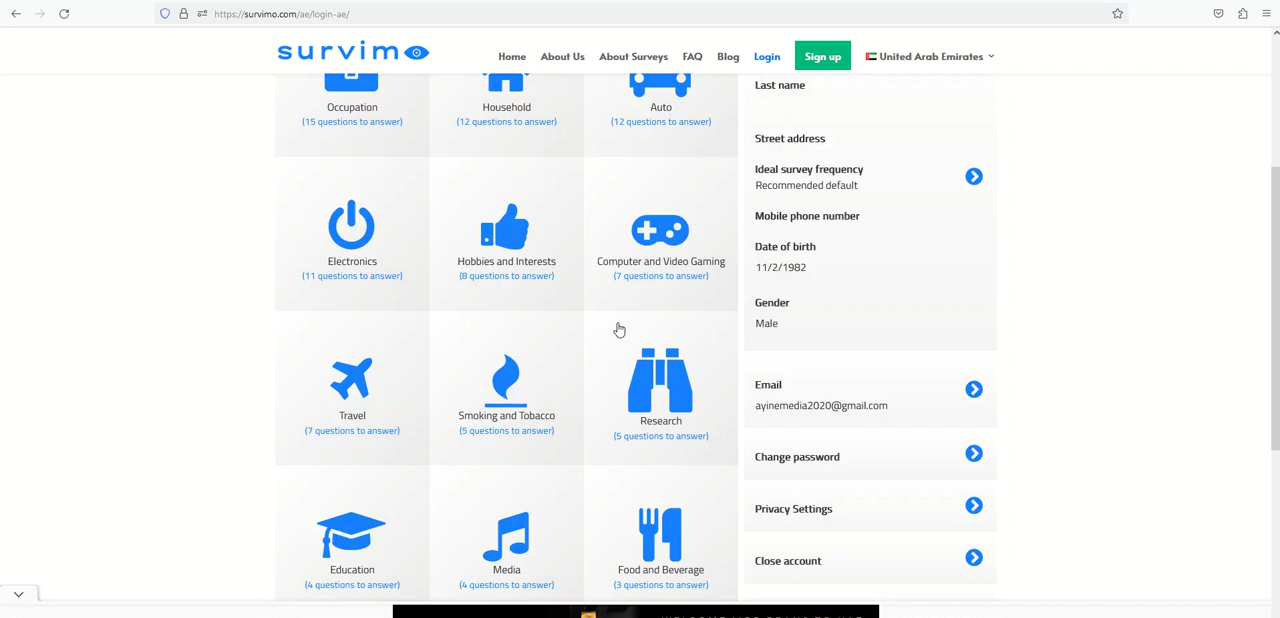 https://survimo.com/ae/login-ae/
survimo
Home About Us About Surveys FAQ Blog Login Sign up United Arab Emirates
Occupation
(15 questions to answer)
Household
(12 questions to answer)
Auto
(12 questions to answer)
Electronics
(11 questions to answer)
Hobbies and Interests
(8 questions to answer)
Computer and Video Gaming
(7 questions to answer)
Travel
(7 questions to answer)
Smoking and Tobacco
(5 questions to answer)
Research
(5 questions to answer)
Education
(4 questions to answer)
Media
(4 questions to answer)
Food and Beverage
(3 questions to answer)
Last name
Street address
Ideal survey frequency
Recommended default
Mobile phone number
Date of birth
11/2/1982
Gender
Male
Email
ayinemedia2020@gmail.com
Change password
Privacy Settings
Close account